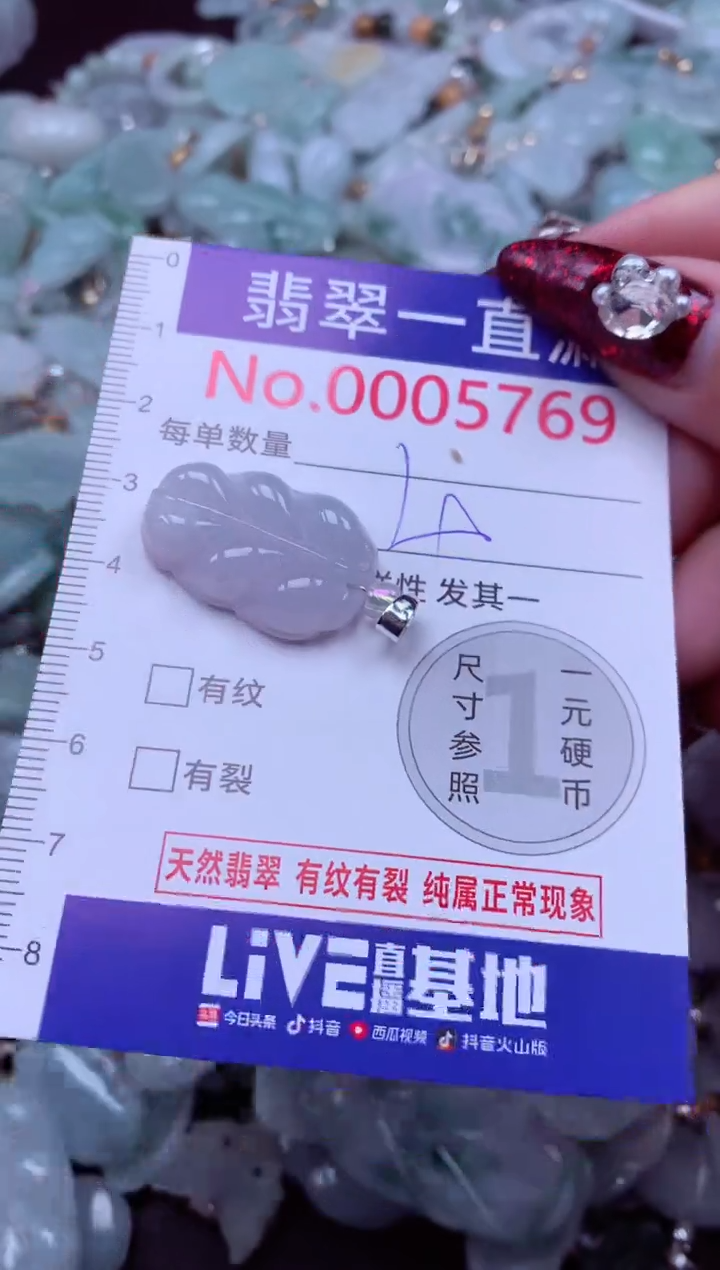 0
1
2
3
4
5
6
7
8
翡翠一直
No.0005769
每单数量
性 发其一
有纹
有裂
尺寸参照
1
一元硬币
天然翡翠 有纹有裂 纯属正常现象
LIVE直播基地
今日头条 抖音 西瓜视频 抖音火山版